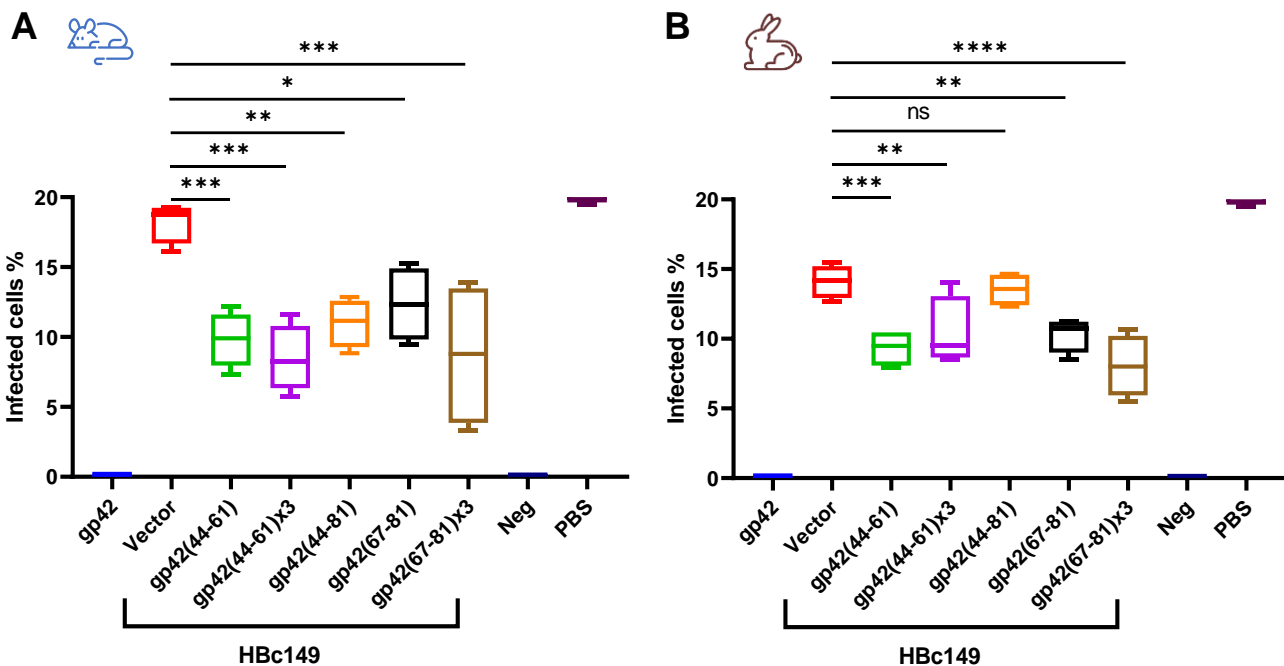 A
***
*
**
***
***
Infected cells %
20
15
10
5
0
gp42
Vector
gp42(44-61)
gp42(44-61)x3
gp42(44-81)
gp42(67-81)
gp42(67-81)x3
Neg
PBS
HBc149
B
****
**
ns
**
***
Infected cells %
20
15
10
5
0
gp42
Vector
gp42(44-61)
gp42(44-61)x3
gp42(44-81)
gp42(67-81)
gp42(67-81)x3
Neg
PBS
HBc149